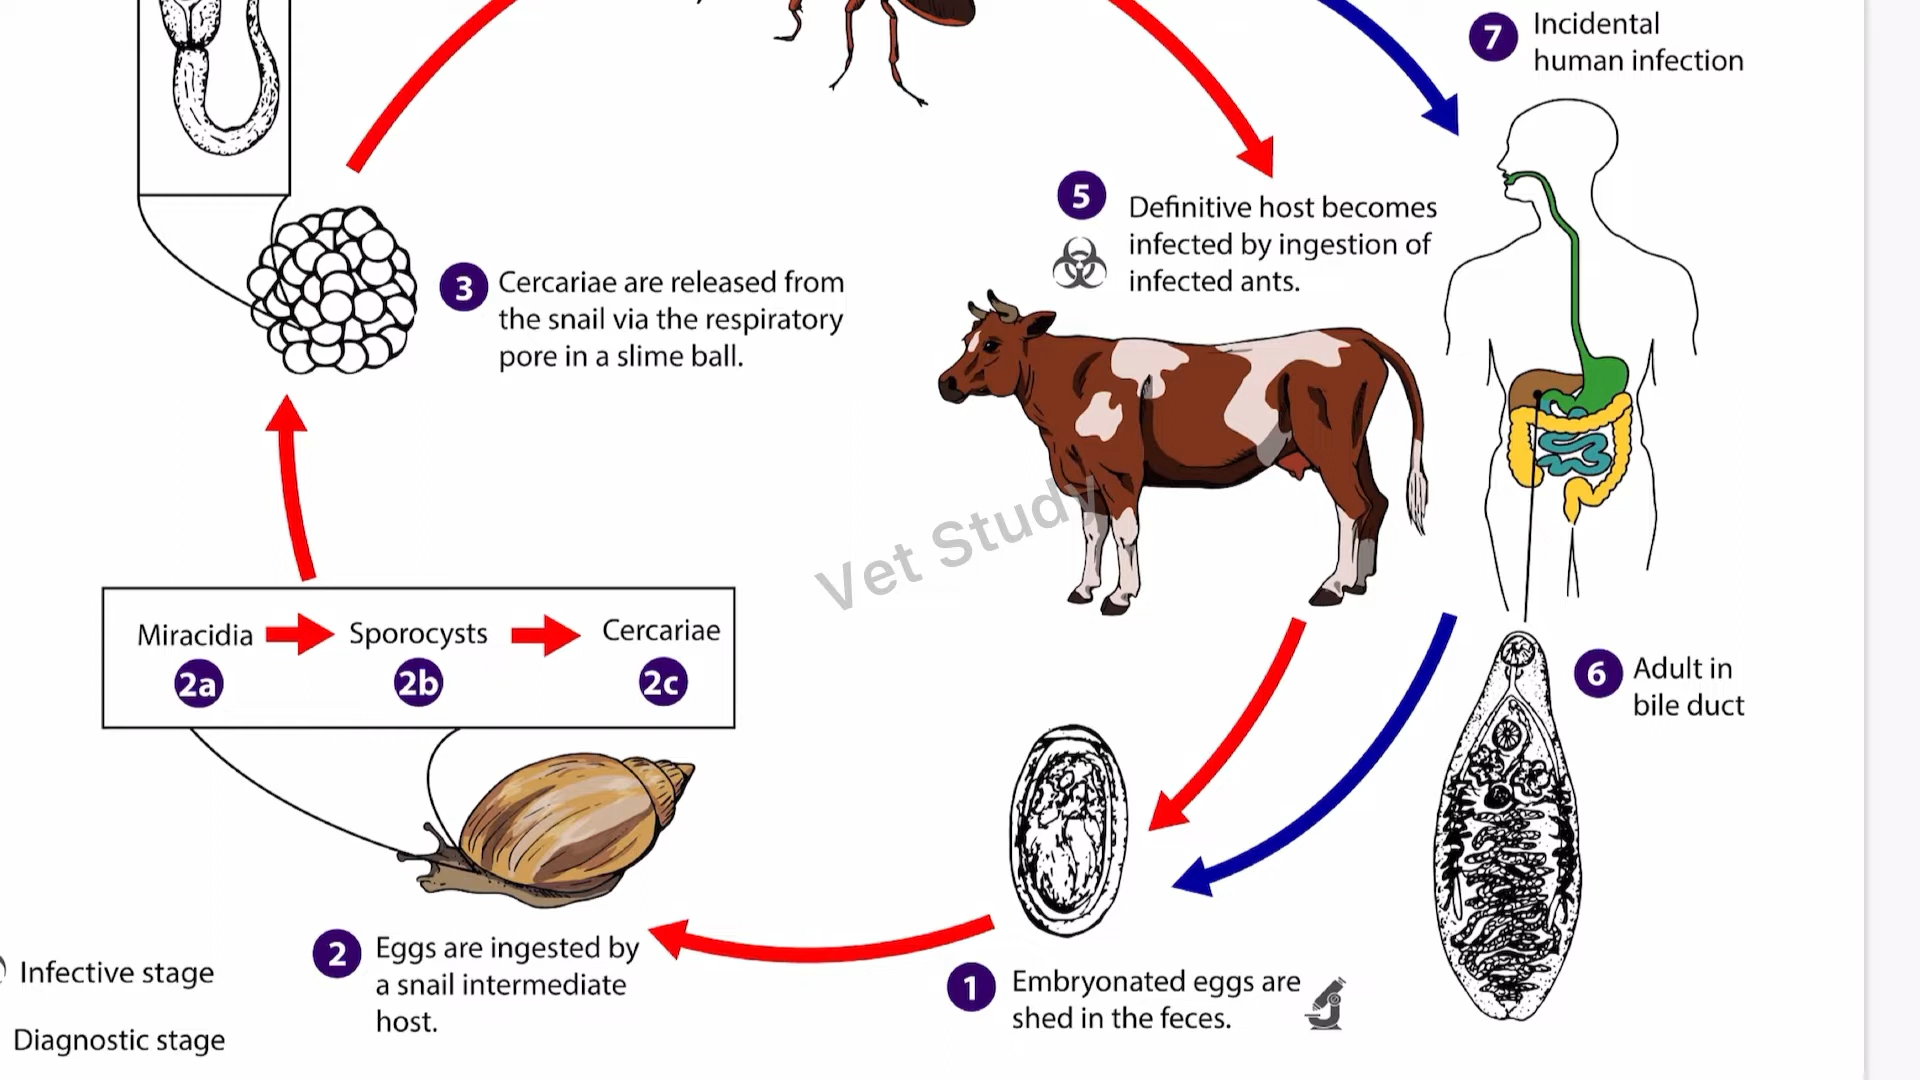 7
Incidental
human infection
5
Definitive host becomes
infected by ingestion of
infected ants.
3
Cercariae are released from
the snail via the respiratory
pore in a slime ball.
Vet Study
Miracidia
Sporocysts
Cercariae
2a
2b
2c
6
Adult in
bile duct
2
Eggs are ingested by
a snail intermediate
host.
1
Embryonated eggs are
shed in the feces.
Infective stage
Diagnostic stage